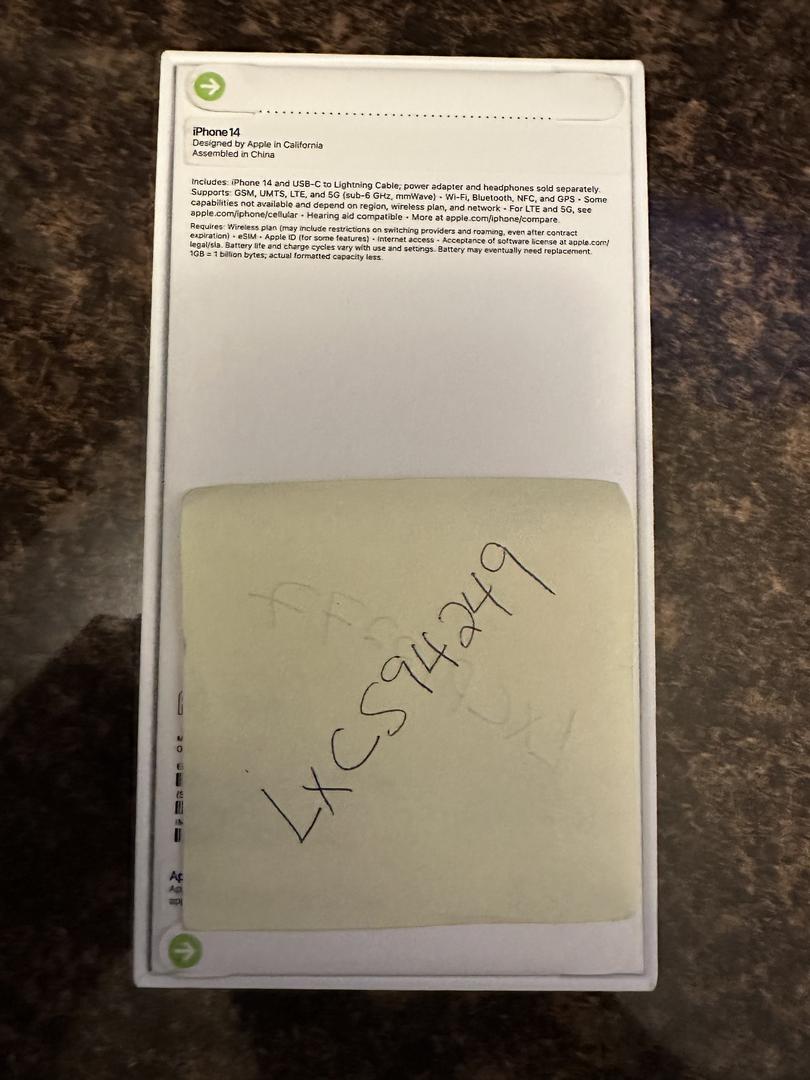 iPhone 14
Designed by Apple in California
Assembled in China
Includes: iPhone 14 and USB-C to Lightning Cable; power adapter and headphones sold separately.
Supports: GSM, UMTS, LTE, and 5G (sub-6 GHz, mmWave) • Wi-Fi, Bluetooth, NFC, and GPS • Some
capabilities not available and depend on region, wireless plan, and network • For LTE and 5G, see
apple.com/iphone/cellular • Hearing aid compatible • More at apple.com/iphone/compare.
Requires: Wireless plan (may include restrictions on switching providers and roaming, even after contract
expiration) • eSIM • Apple ID (for some features) • Internet access • Acceptance of software license at apple.com/
legal/sla. Battery life and charge cycles vary with use and settings. Battery may eventually need replacement.
1GB = 1 billion bytes; actual formatted capacity less.
LXCS94249